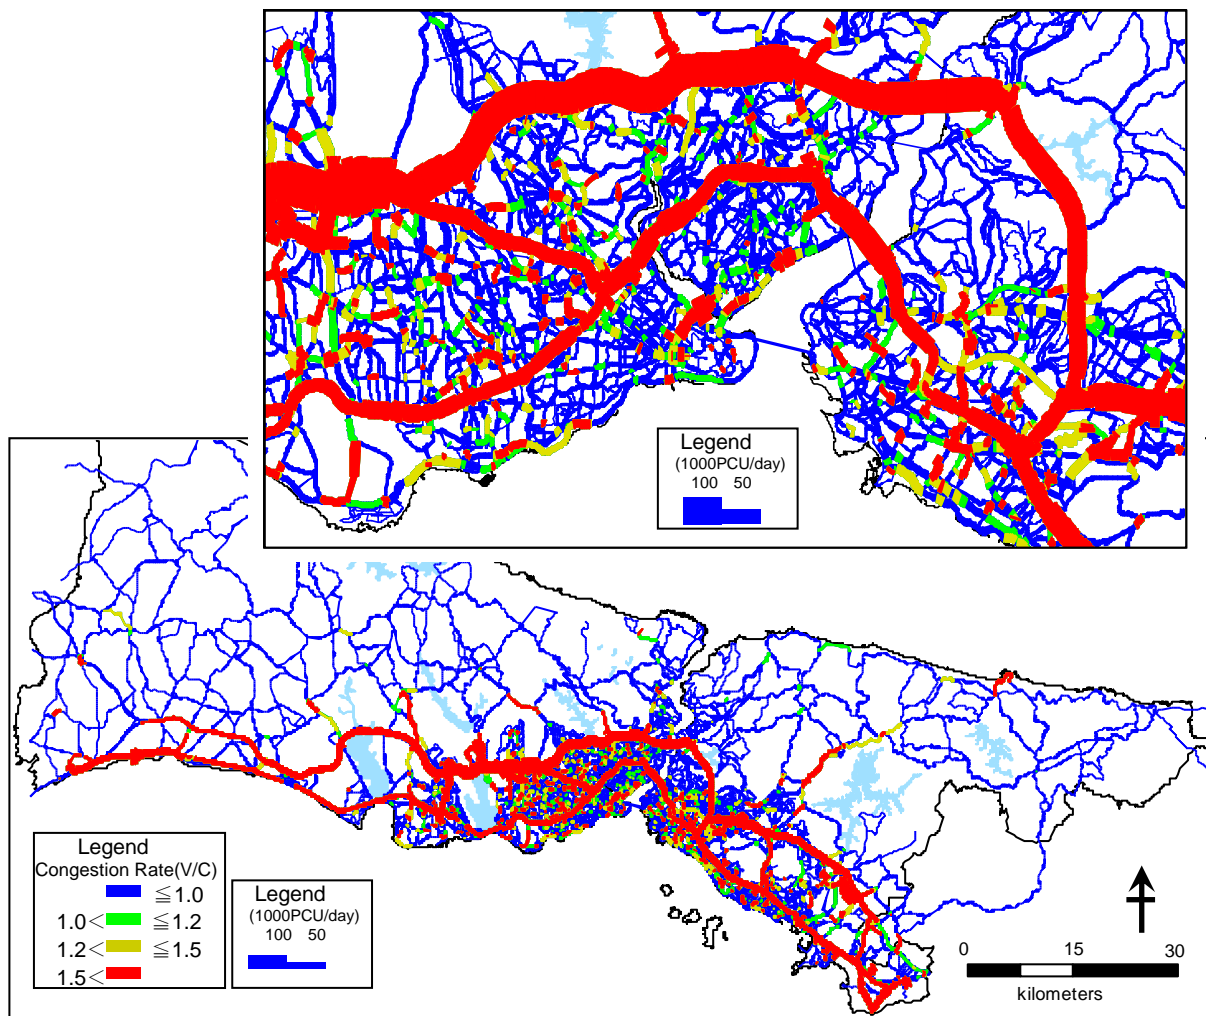 Legend
(1000PCU/day)
100 50
Legend
Congestion Rate(V/C)
≦1.0
1.0< ≦1.2
1.2< ≦1.5
1.5<
Legend
(1000PCU/day)
100 50
0 15 30
kilometers